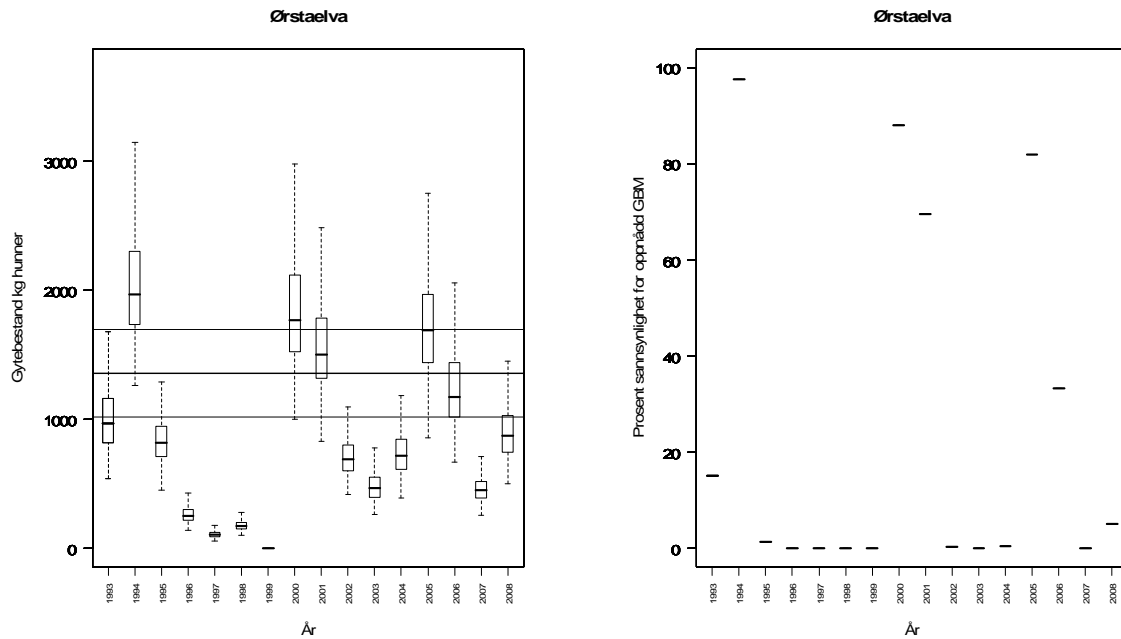 Ørstaelva
Gytebestand kg hunner
3000
2000
1000
0
1993 1994 1995 1996 1997 1998 1999 2000 2001 2002 2003 2004 2005 2006 2007 2008
År
Ørstaelva
Prosent sannsynlighet for oppnådd GBM
100
80
60
40
20
0
1993 1994 1995 1996 1997 1998 1999 2000 2001 2002 2003 2004 2005 2006 2007 2008
År